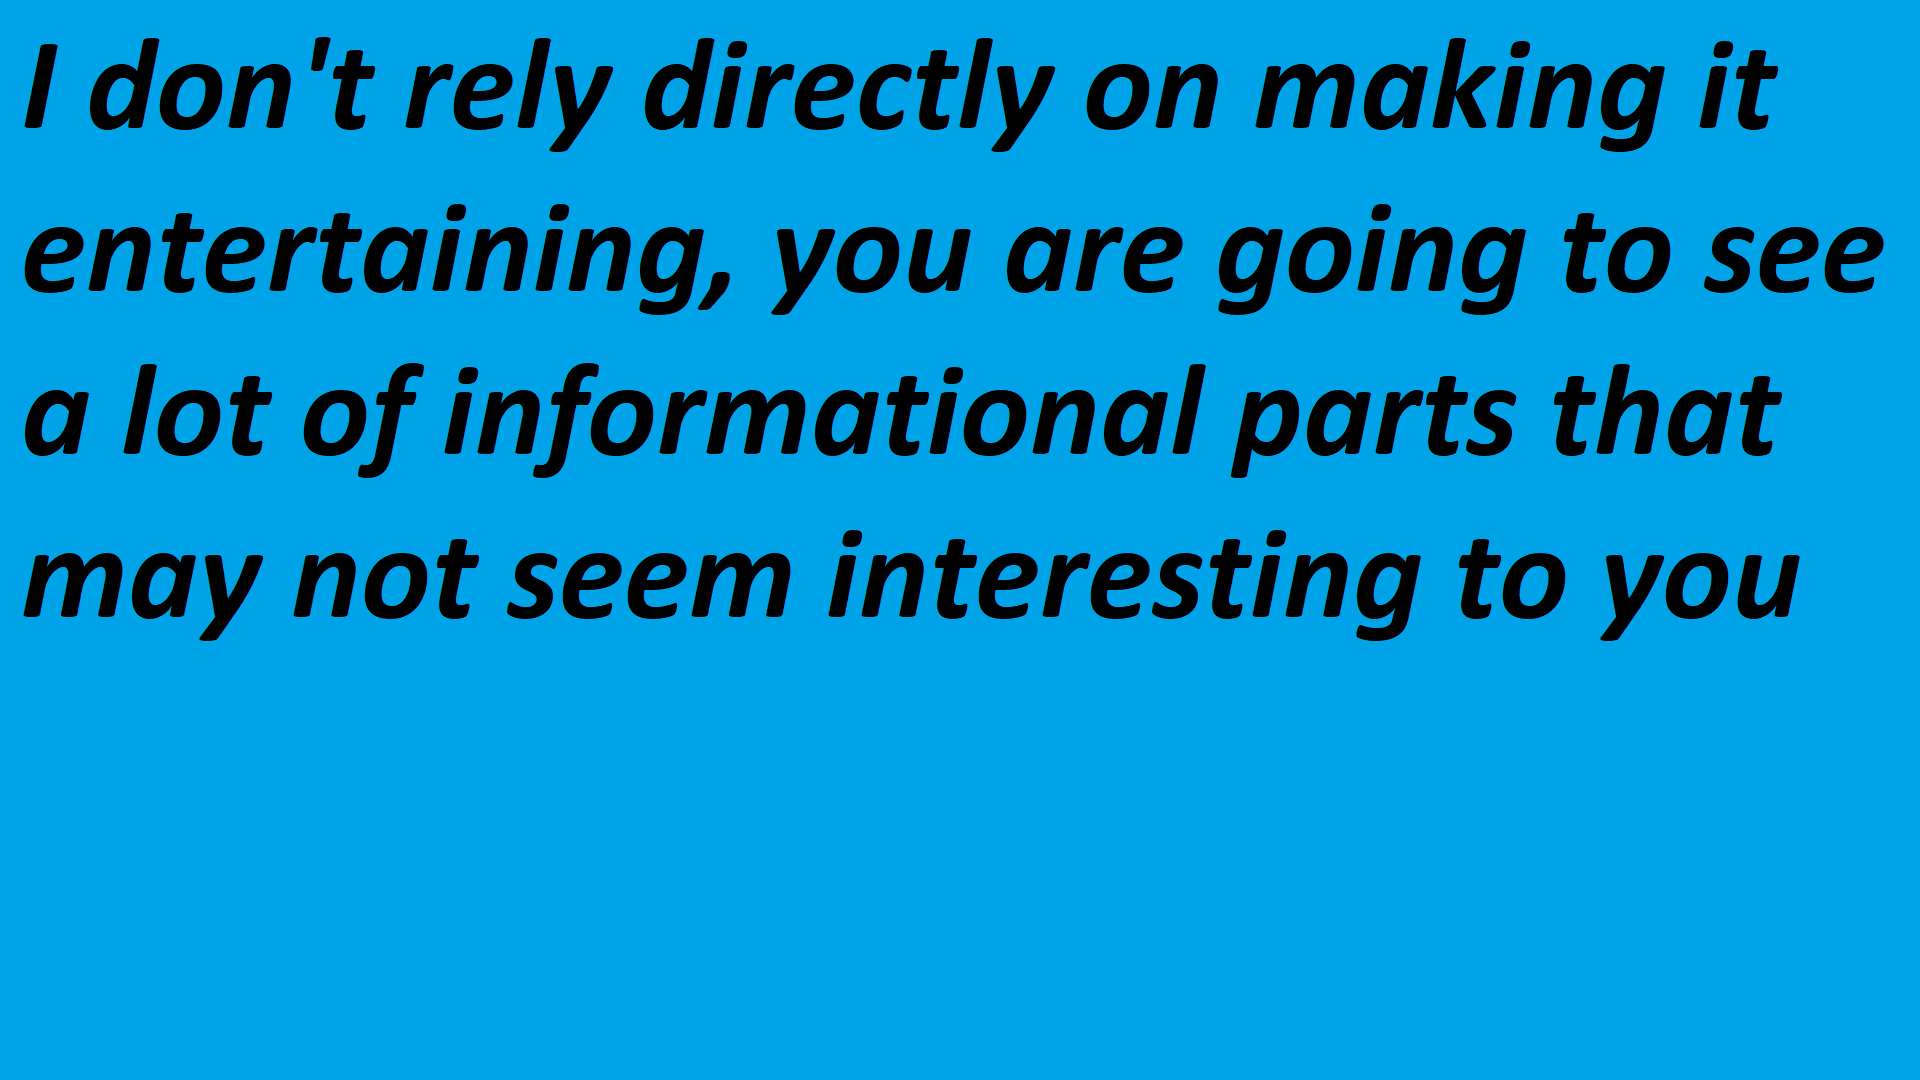 I don't rely directly on making it
entertaining, you are going to see
a lot of informational parts that
may not seem interesting to you